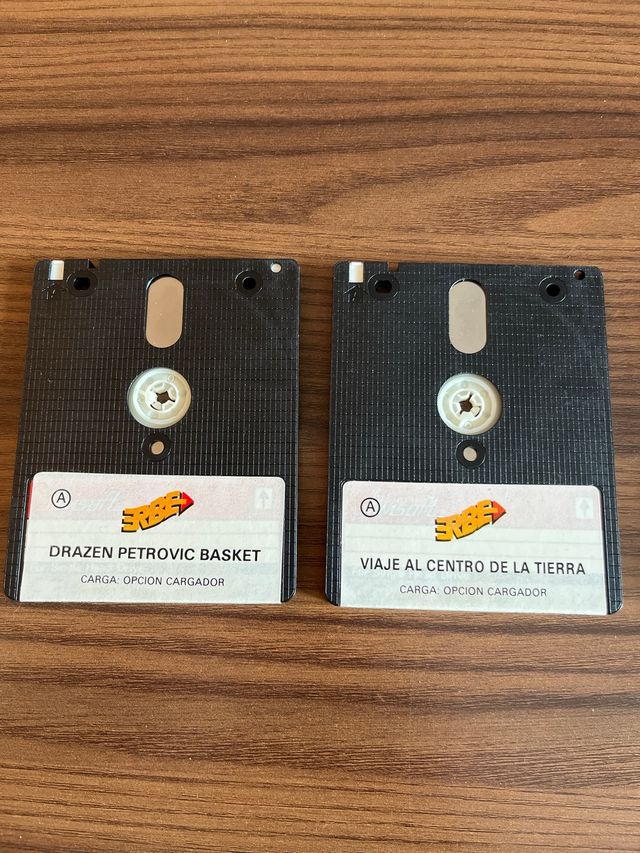 A
ERBE
DRAZEN PETROVIC BASKET
CARGA: OPCION CARGADOR
A
ERBE
VIAJE AL CENTRO DE LA TIERRA
CARGA: OPCION CARGADOR